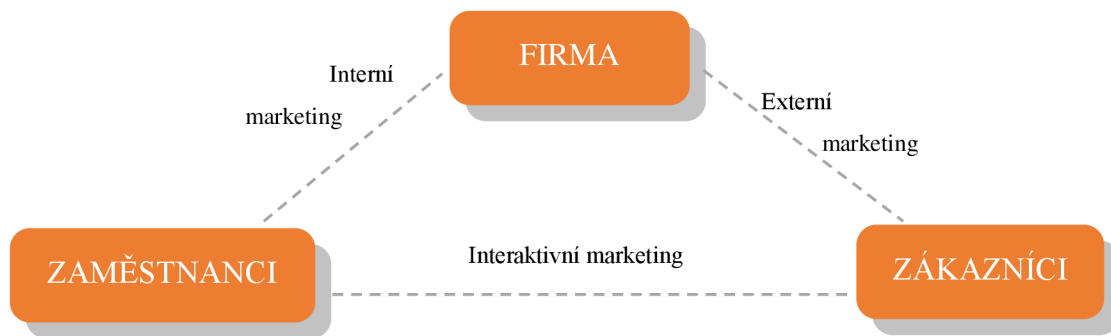 FIRMA
Interní
marketing
Externí
marketing
ZAMĚSTNANCI
Interaktivní marketing
ZÁKAZNÍCI